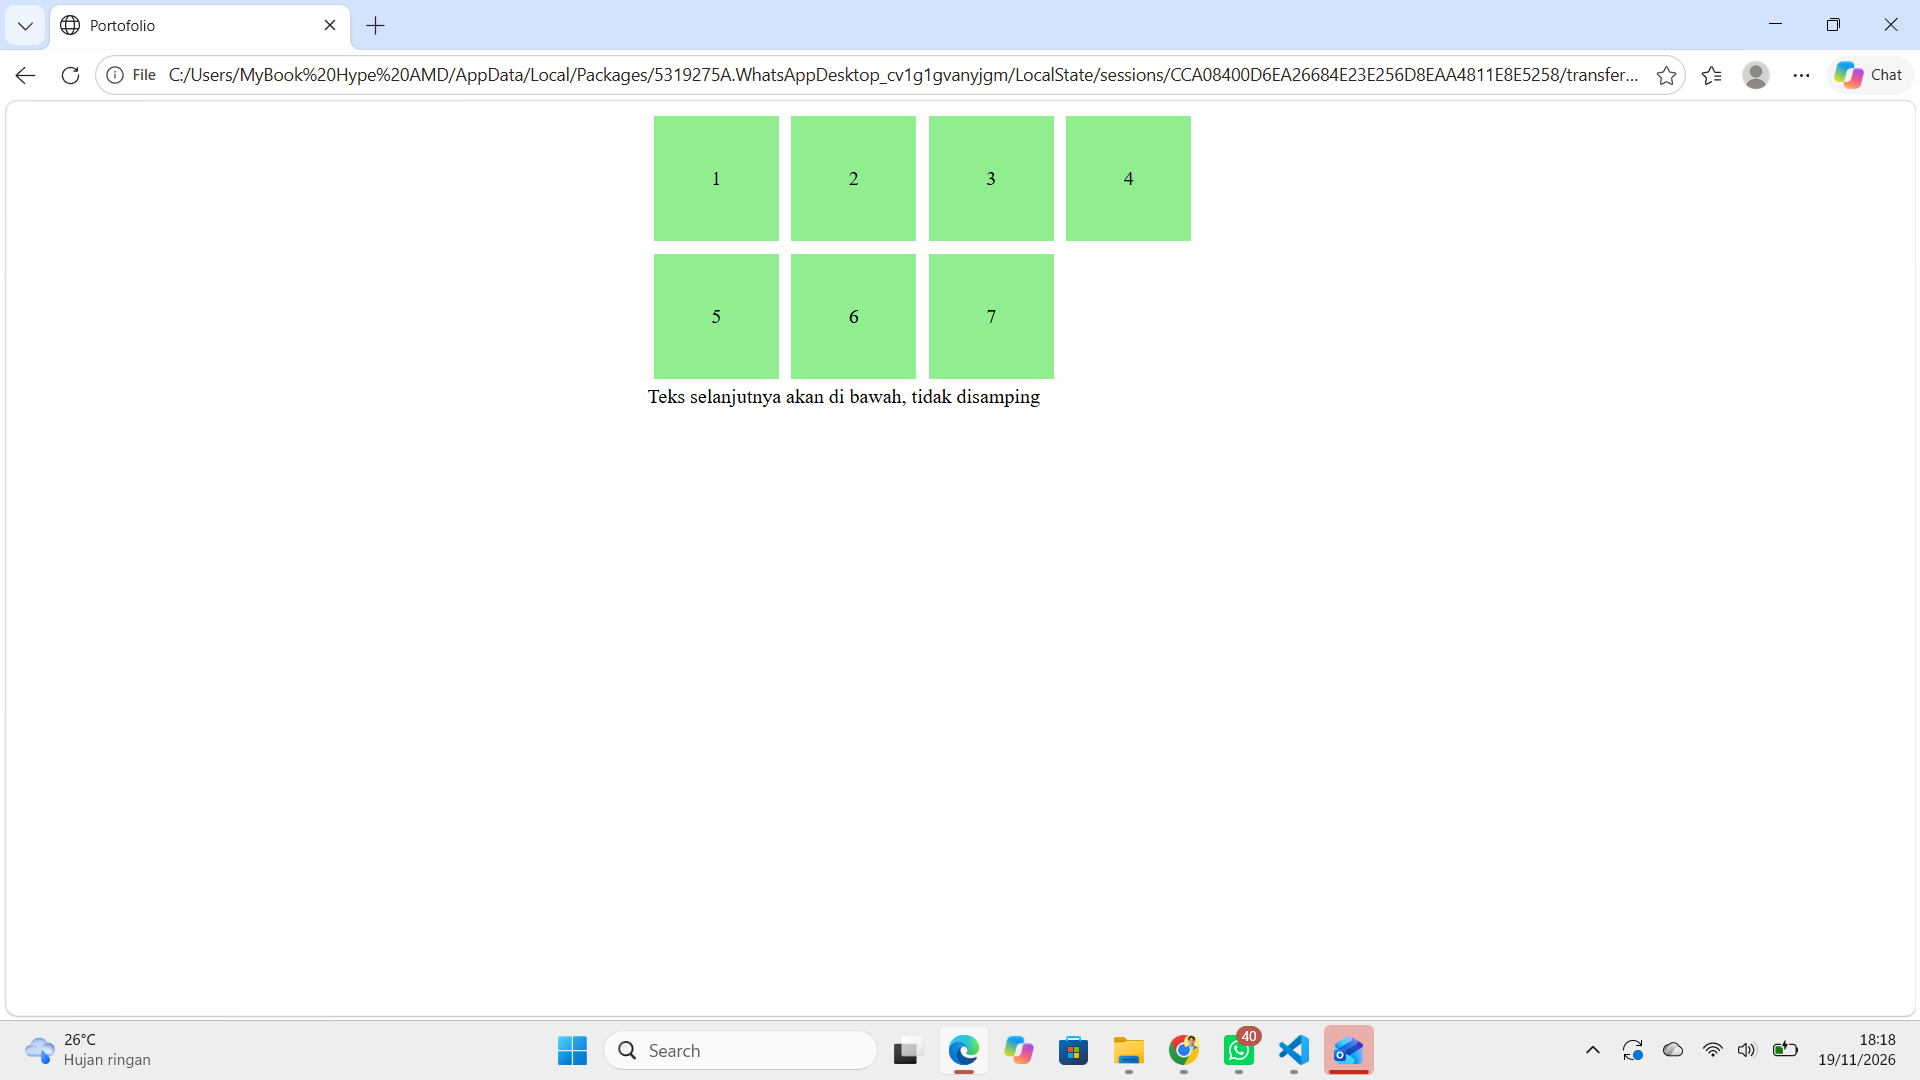 Portofolio
File C:/Users/MyBook%20Hype%20AMD/AppData/Local/Packages/5319275A.WhatsAppDesktop_cv1g1gvanyjgm/LocalState/sessions/CCA08400D6EA26684E23E256D8EAA4811E8E5258/transfer... Chat
1 2 3 4
5 6 7
Teks selanjutnya akan di bawah, tidak disamping
26°C
Hujan ringan
Search
40
18:18
19/11/2026